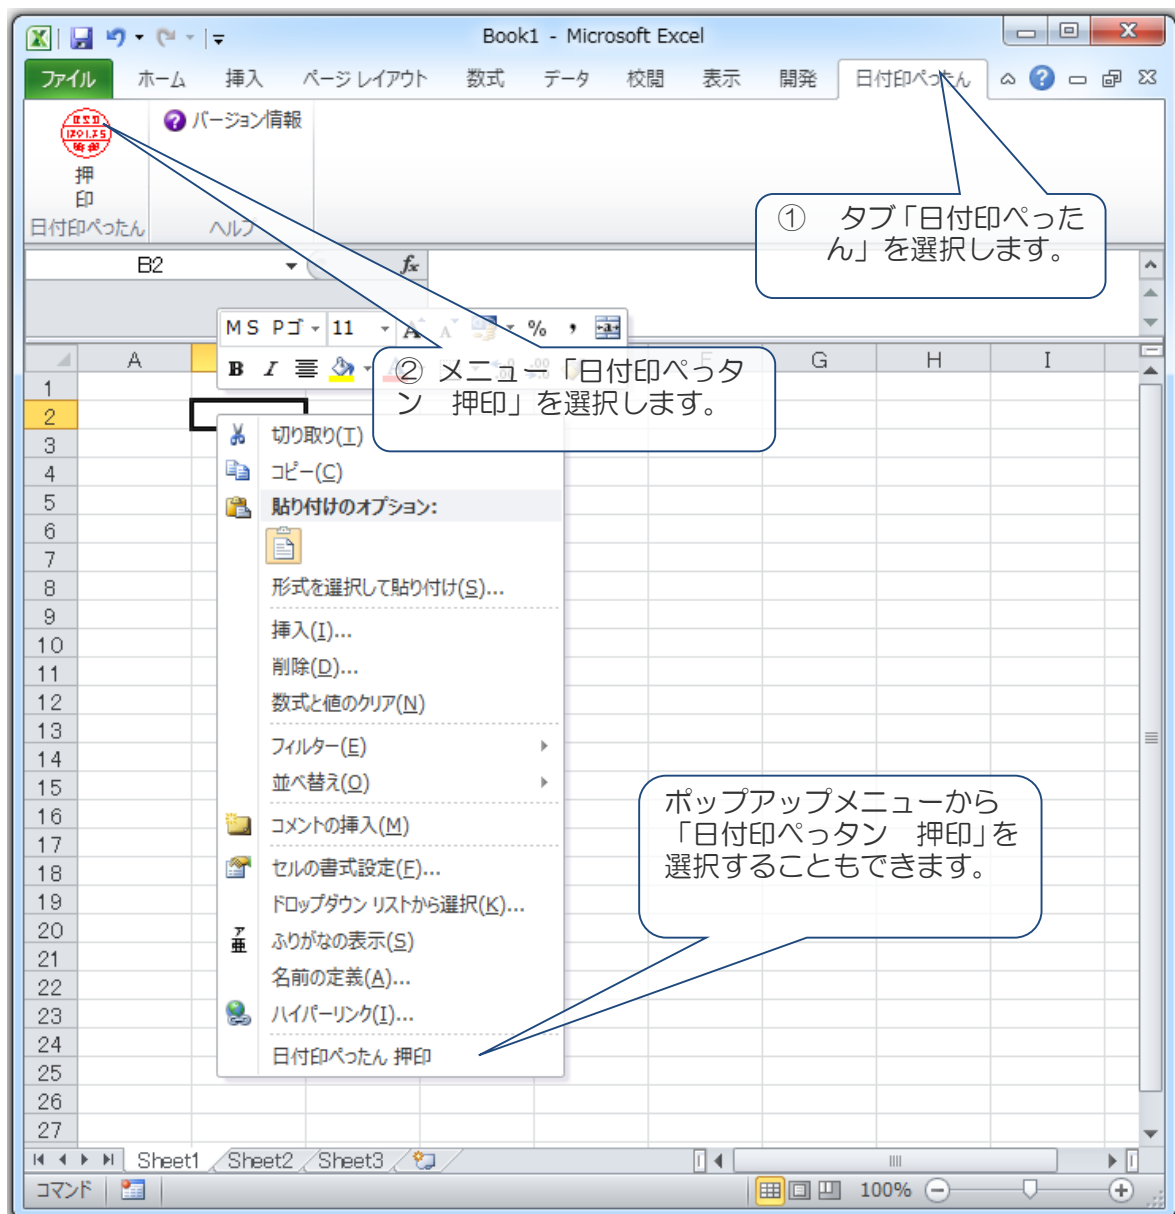 Book1 - Microsoft Excel
ファイル ホーム 挿入 ページ レイアウト 数式 データ 校閲 表示 開発 日付印ぺったん
バージョン情報
押
印
日付印ぺったん ヘルプ
① タブ「日付印ぺった
ん」を選択します。
B2 fx
MS Pゴ 11 A A % ,
B I A
② メニュー「日付印ぺっタ
ン 押印」を選択します。
A G H I
1
2
3
4
5
6
7
8
9
10
11
12
13
14
15
16
17
18
19
20
21
22
23
24
25
26
27
切り取り(T)
コピー(C)
貼り付けのオプション:
形式を選択して貼り付け(S)...
挿入(I)...
削除(D)...
数式と値のクリア(N)
フィルター(E)
並べ替え(O)
コメントの挿入(M)
セルの書式設定(F)...
ドロップダウン リストから選択(K)...
ふりがなの表示(S)
名前の定義(A)...
ハイパーリンク(I)...
日付印ぺったん 押印
ポップアップメニューから
「日付印ぺっタン 押印」を
選択することもできます。
Sheet1 Sheet2 Sheet3
コマンド 100%